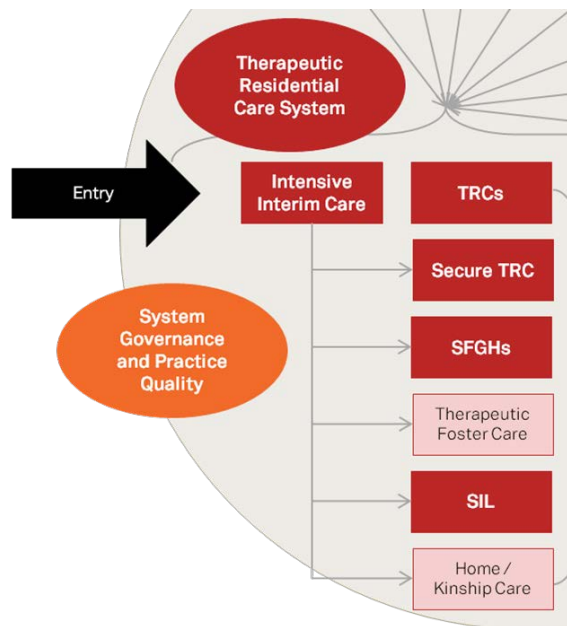 Therapeutic
Residential
Care System
Entry
Intensive
Interim Care
TRCs
Secure TRC
System
Governance
and Practice
Quality
SFGHs
Therapeutic
Foster Care
SIL
Home /
Kinship Care